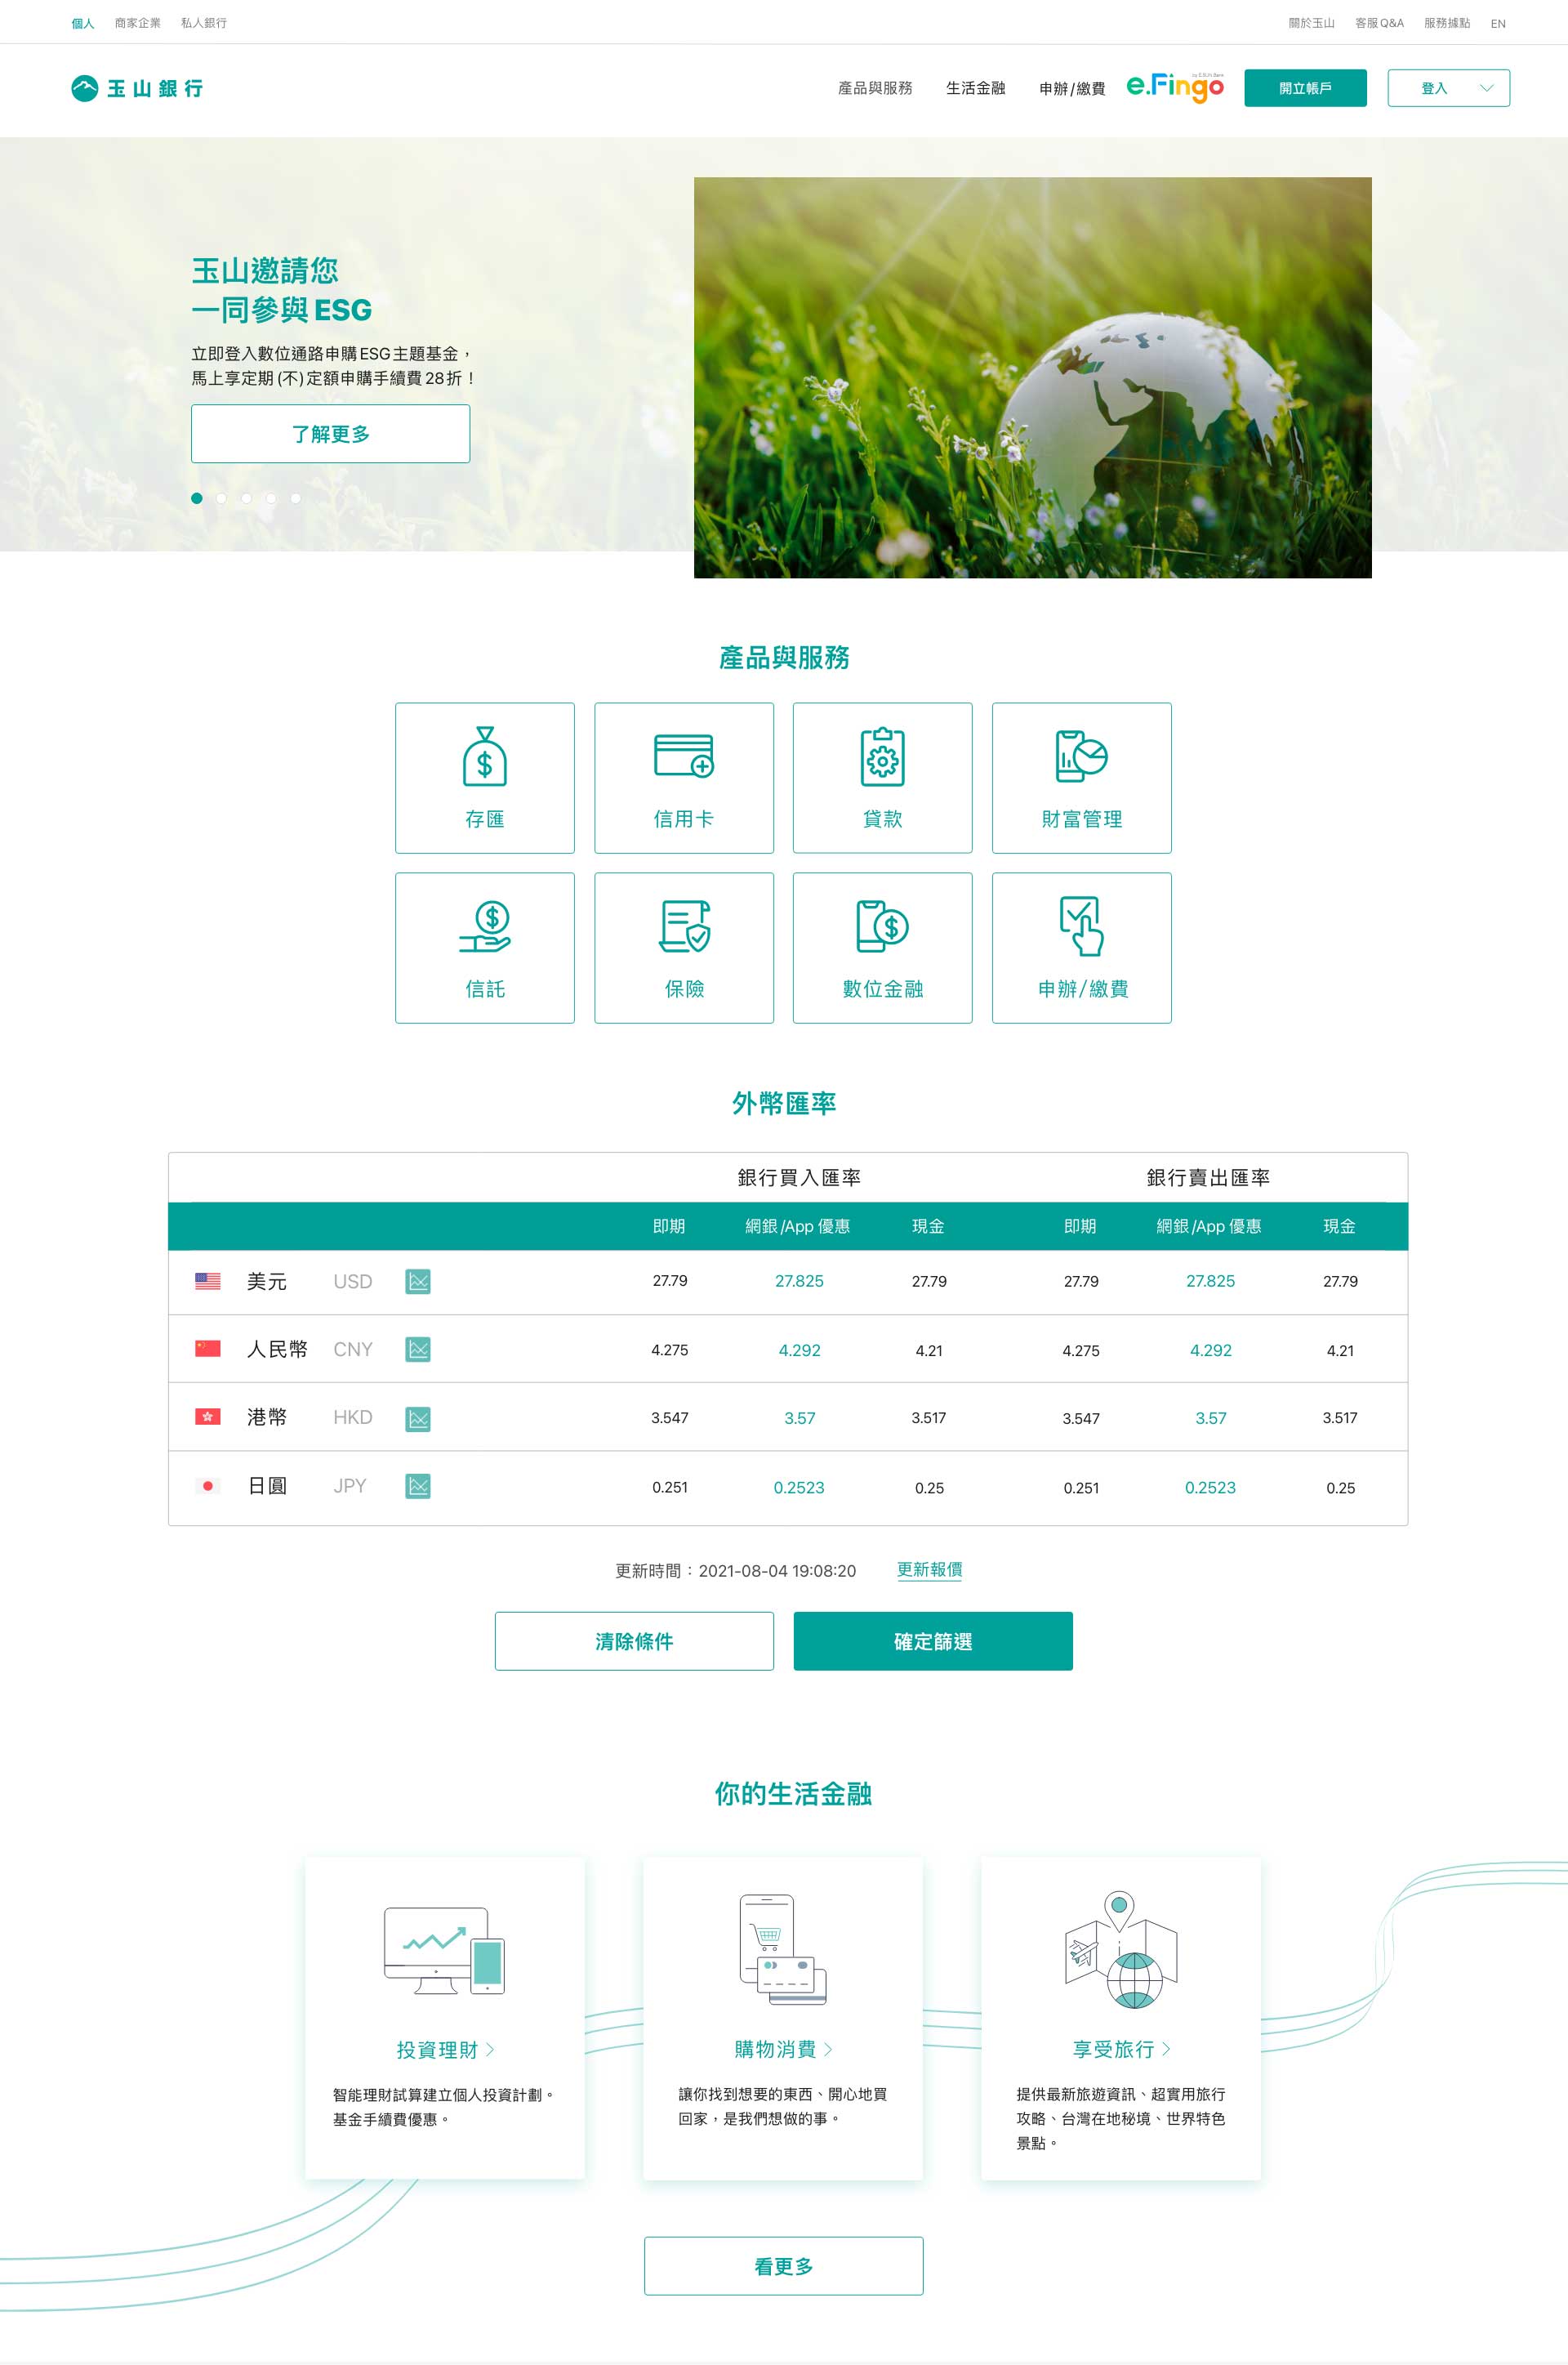 個人 商家企業 私人銀行 關於玉山 客服Q&A 服務據點 EN
玉山銀行 產品與服務 生活金融 申辦/繳費 e.Fingo 開立帳戶 登入
by E.SUN Bank
玉山邀請您
一同參與 ESG
立即登入數位通路申購ESG主題基金，
馬上享定期(不)定額申購手續費28折！
了解更多
產品與服務
存匯 信用卡 貸款 財富管理
信託 保險 數位金融 申辦/繳費
外幣匯率
銀行買入匯率 銀行賣出匯率
即期 網銀/App 優惠 現金 即期 網銀/App 優惠 現金
美元 USD 27.79 27.825 27.79 27.79 27.825 27.79
人民幣 CNY 4.275 4.292 4.21 4.275 4.292 4.21
港幣 HKD 3.547 3.57 3.517 3.547 3.57 3.517
日圓 JPY 0.251 0.2523 0.25 0.251 0.2523 0.25
更新時間：2021-08-04 19:08:20 更新報價
清除條件 確定篩選
你的生活金融
投資理財
智能理財試算建立個人投資計劃。
基金手續費優惠。
購物消費
讓你找到想要的東西、開心地買
回家，是我們想做的事。
享受旅行
提供最新旅遊資訊、超實用旅行
攻略、台灣在地秘境、世界特色
景點。
看更多